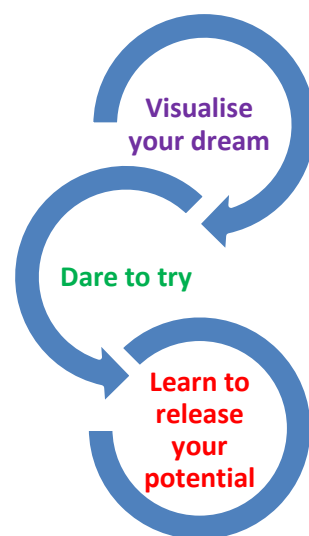 Visualise
your dream
Dare to try
Learn to
release
your
potential